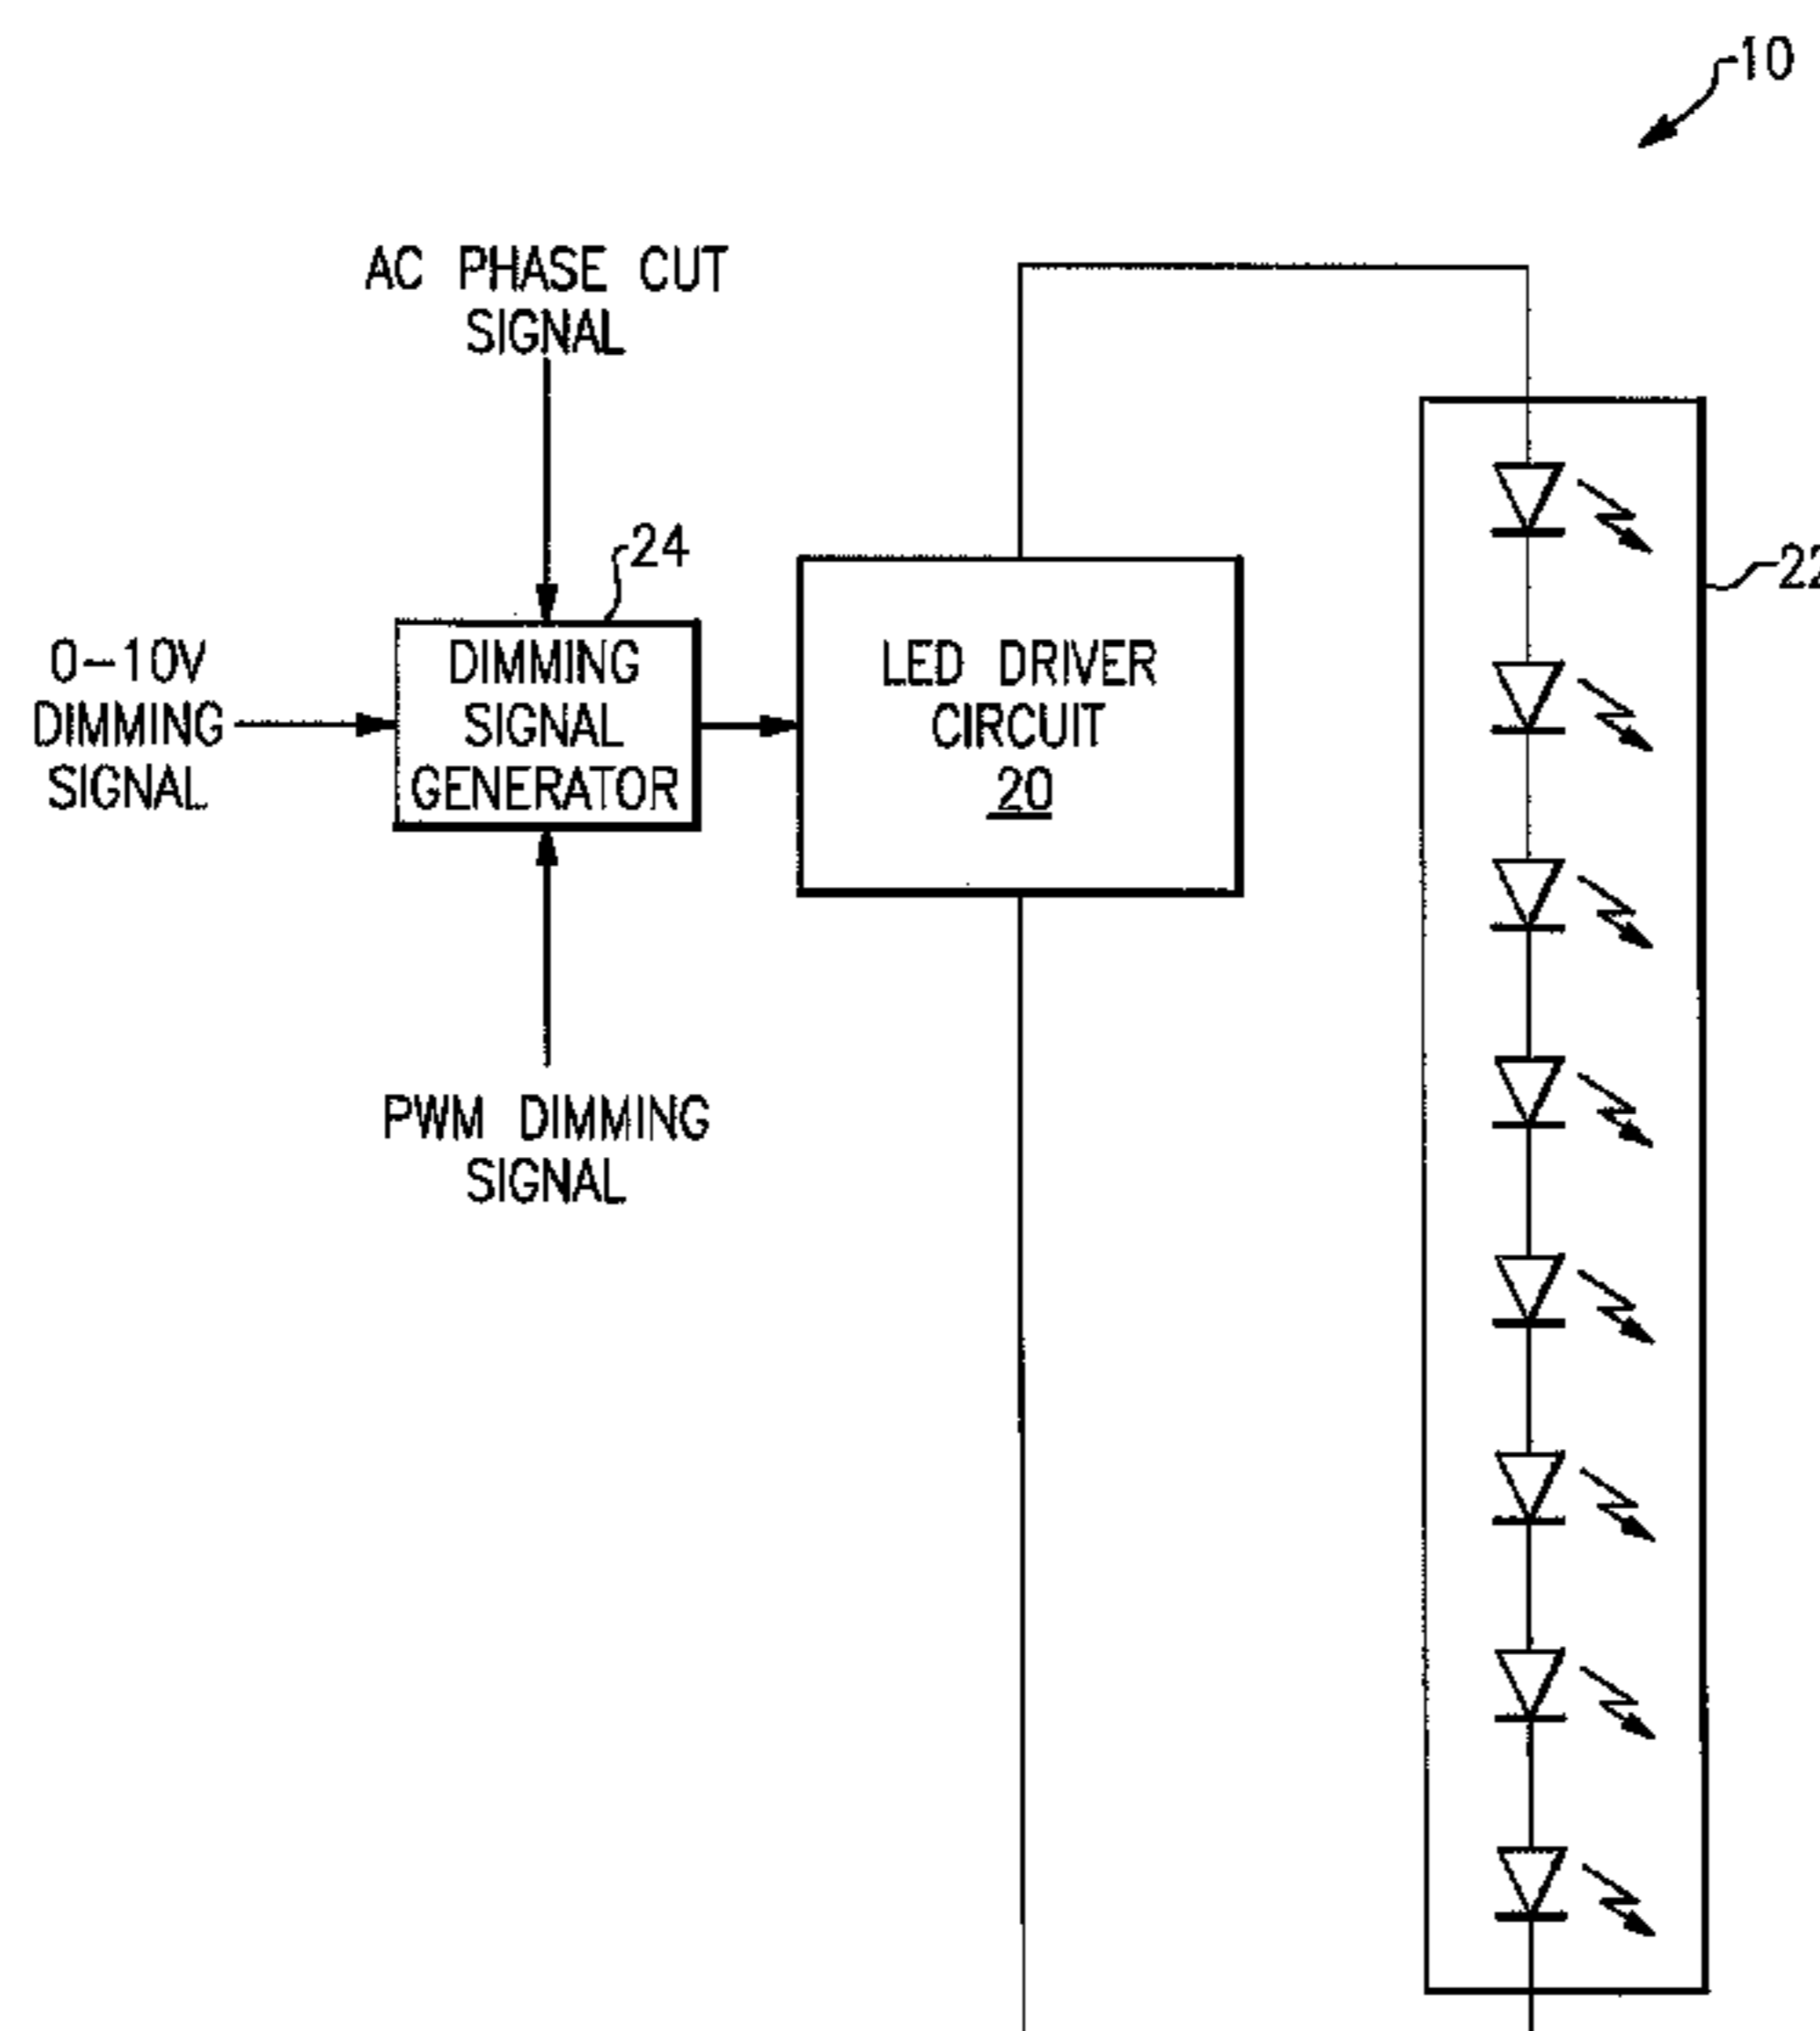 10
AC PHASE CUT
SIGNAL
24
22
0-10V
DIMMING
SIGNAL
DIMMING
SIGNAL
GENERATOR
LED DRIVER
CIRCUIT
20
PWM DIMMING
SIGNAL